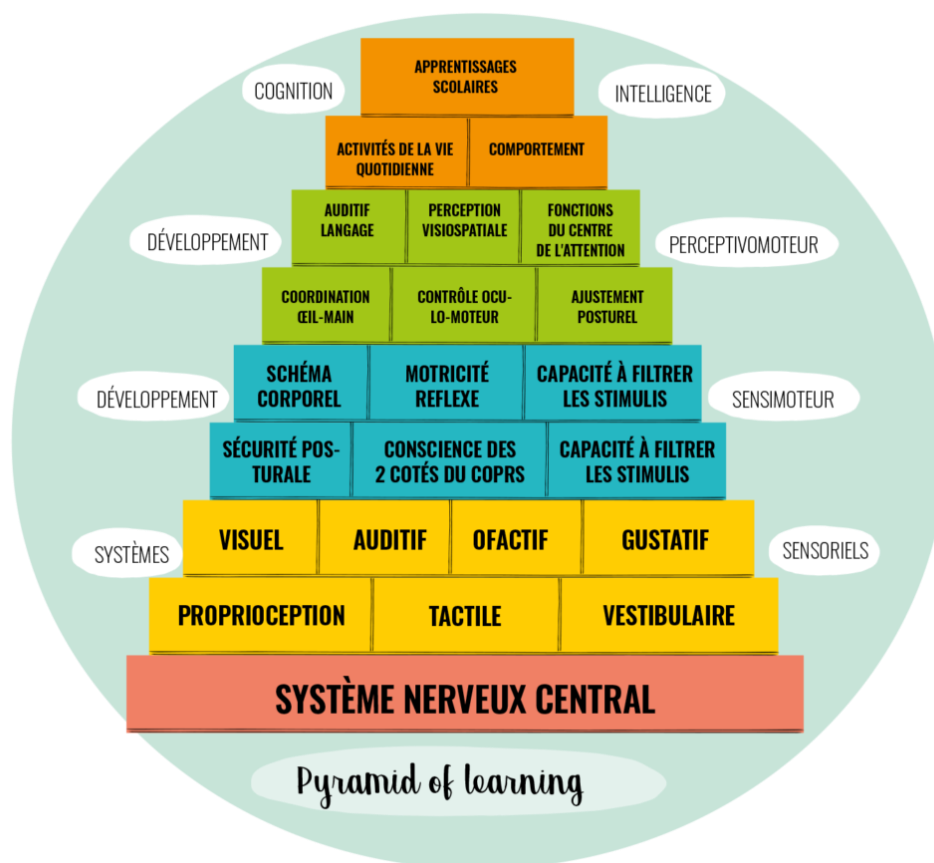 APPRENTISSAGES
SCOLAIRES
COGNITION
INTELLIGENCE
ACTIVITÉS DE LA VIE
QUOTIDIENNE
COMPORTEMENT
AUDITIF
LANGAGE
PERCEPTION
VISIOSPATIALE
FONCTIONS
DU CENTRE
DE L'ATTENTION
DÉVELOPPEMENT
PERCEPTIVOMOTEUR
COORDINATION
ŒIL-MAIN
CONTRÔLE OCU-
LO-MOTEUR
AJUSTEMENT
POSTUREL
SCHÉMA
CORPOREL
MOTRICITÉ
REFLEXE
CAPACITÉ À FILTRER
LES STIMULIS
DÉVELOPPEMENT
SENSIMOTEUR
SÉCURITÉ POS-
TURALE
CONSCIENCE DES
2 COTÉS DU COPRS
CAPACITÉ À FILTRER
LES STIMULIS
VISUEL
AUDITIF
OFACTIF
GUSTATIF
SYSTÈMES
SENSORIELS
PROPRIOCEPTION
TACTILE
VESTIBULAIRE
SYSTÈME NERVEUX CENTRAL
Pyramid of learning